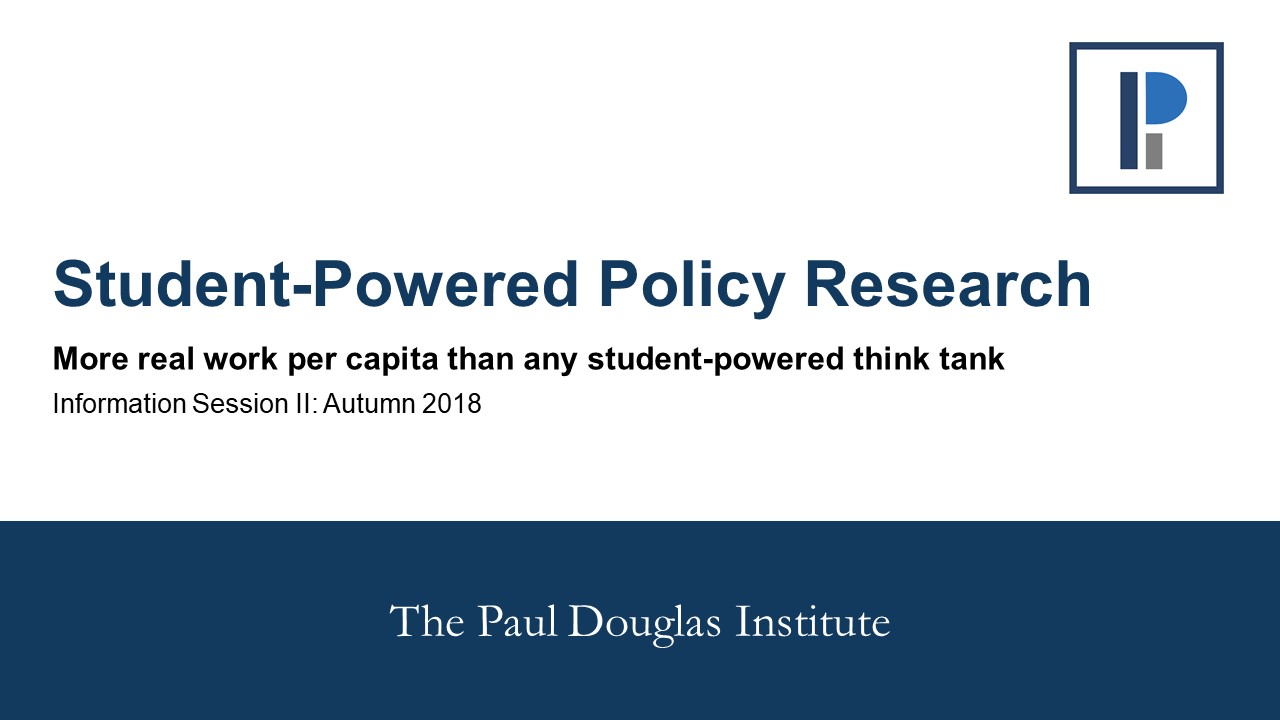 Student-Powered Policy Research
More real work per capita than any student-powered think tank
Information Session II: Autumn 2018
The Paul Douglas Institute